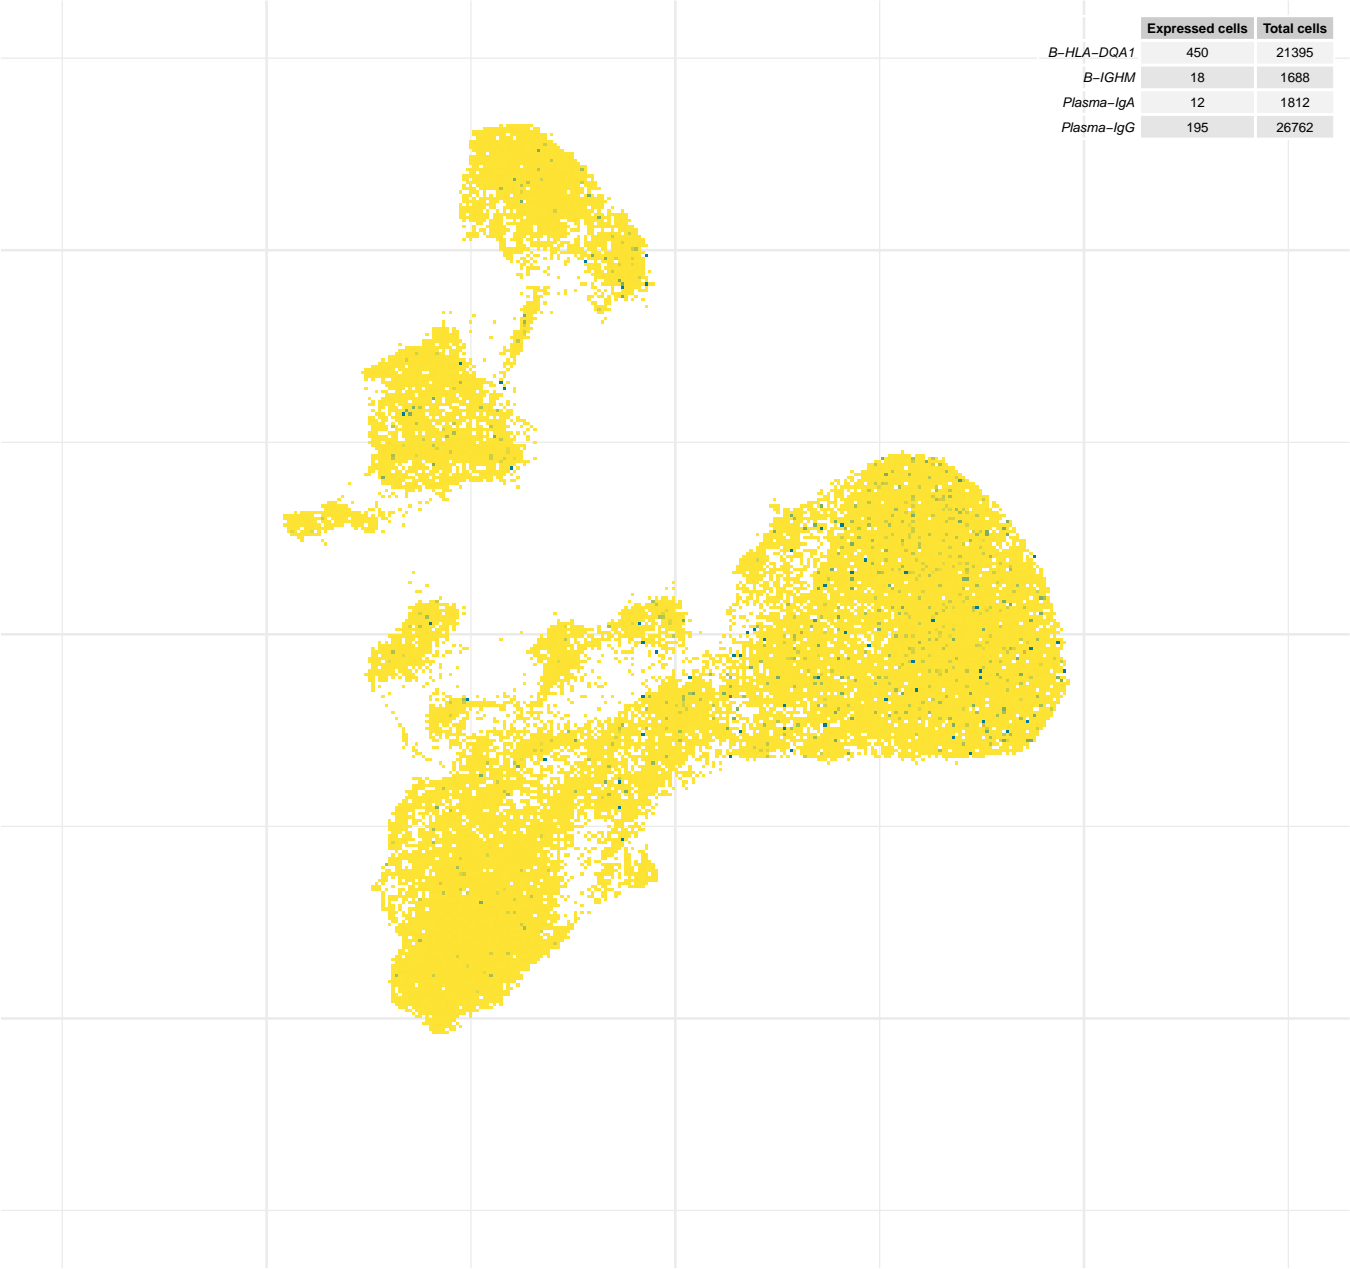 Expressed cells Total cells
B−HLA−DQA1 450 21395
B−IGHM 18 1688
Plasma−IgA 12 1812
Plasma−IgG 195 26762